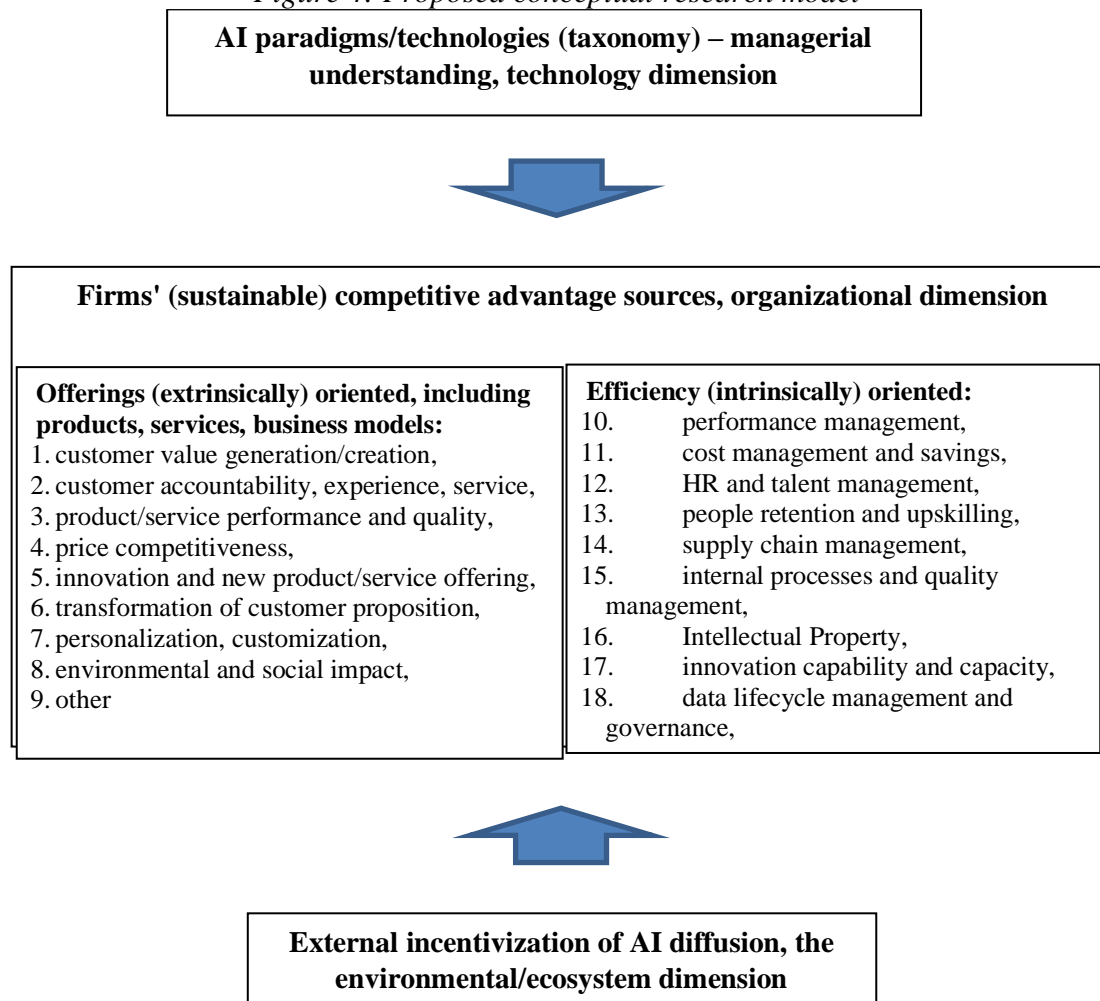 Figure 4. Proposed conceptual research model
AI paradigms/technologies (taxonomy) – managerial
understanding, technology dimension
Firms' (sustainable) competitive advantage sources, organizational dimension
Offerings (extrinsically) oriented, including
products, services, business models:
1. customer value generation/creation,
2. customer accountability, experience, service,
3. product/service performance and quality,
4. price competitiveness,
5. innovation and new product/service offering,
6. transformation of customer proposition,
7. personalization, customization,
8. environmental and social impact,
9. other
Efficiency (intrinsically) oriented:
10. performance management,
11. cost management and savings,
12. HR and talent management,
13. people retention and upskilling,
14. supply chain management,
15. internal processes and quality
management,
16. Intellectual Property,
17. innovation capability and capacity,
18. data lifecycle management and
governance,
External incentivization of AI diffusion, the
environmental/ecosystem dimension